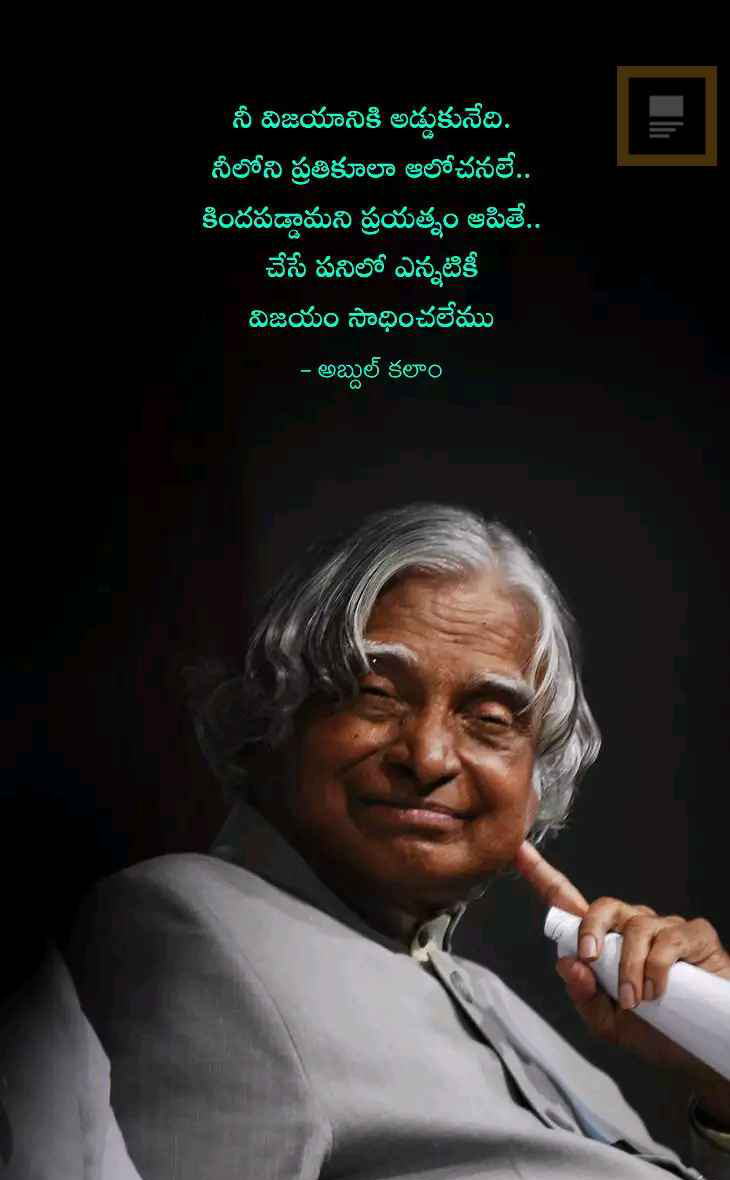 నీ విజయానికి అడ్డుకునేది.
నీలోని ప్రతికూలా ఆలోచనలే..
కిందపడ్డామని ప్రయత్నం ఆపితే..
చేసే పనిలో ఎన్నటికీ
విజయం సాధించలేము
- అబ్దుల్ కలాం